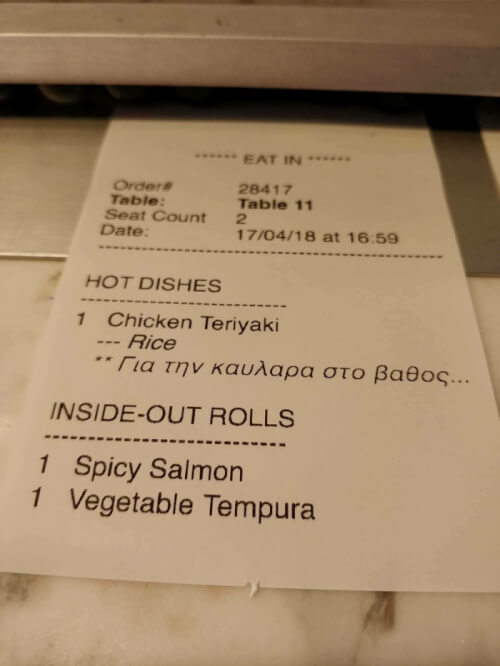 ****** EAT IN ******
Order# 28417
Table: Table 11
Seat Count 2
Date: 17/04/18 at 16:59
HOT DISHES
1 Chicken Teriyaki
--- Rice
** Για την καυλαρα στο βαθος...
INSIDE-OUT ROLLS
1 Spicy Salmon
1 Vegetable Tempura